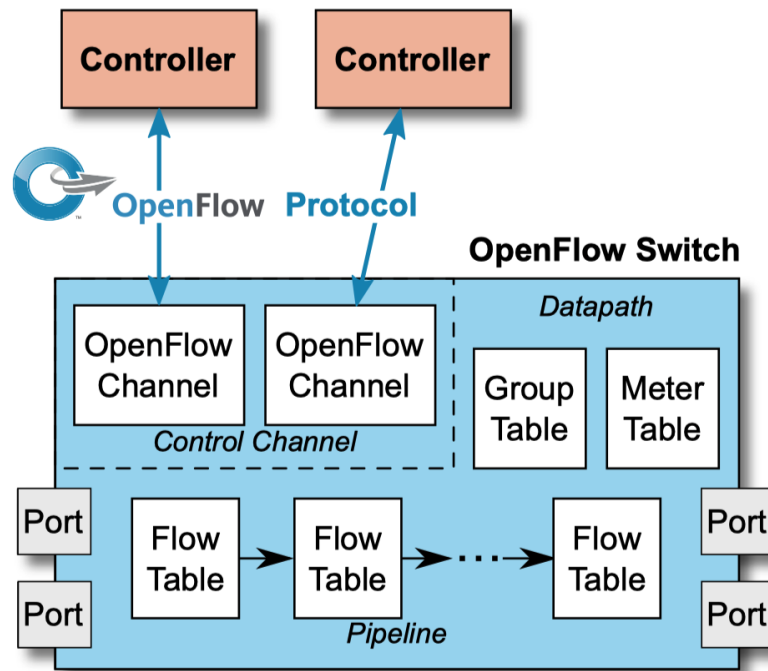 Controller
Controller
OpenFlow Protocol
™
OpenFlow Switch
Datapath
OpenFlow
Channel
OpenFlow
Channel
Control Channel
Group
Table
Meter
Table
Port
Port
Port
Port
Flow
Table
Flow
Table
...
Flow
Table
Pipeline